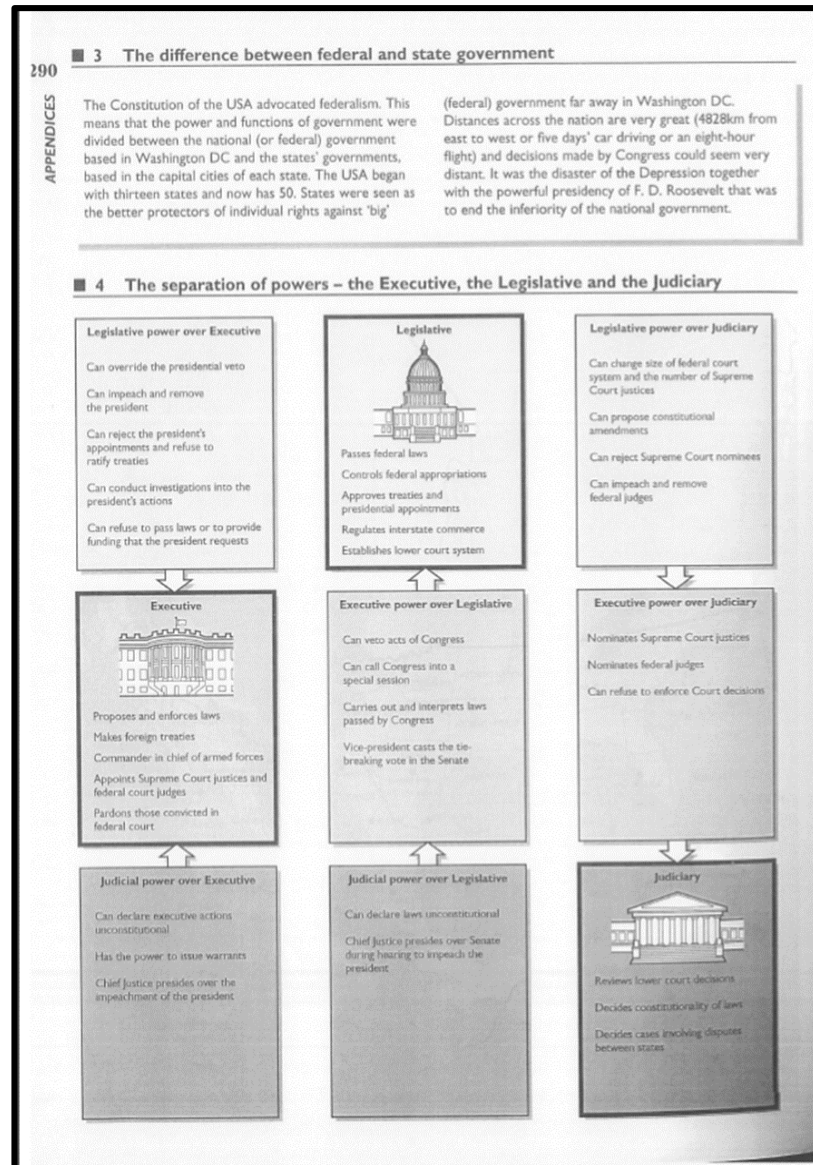 290
APPENDICES
■ 3 The difference between federal and state government
The Constitution of the USA advocated federalism. This
means that the power and functions of government were
divided between the national (or federal) government
based in Washington DC and the states' governments,
based in the capital cities of each state. The USA began
with thirteen states and now has 50. States were seen as
the better protectors of individual rights against 'big'
(federal) government far away in Washington DC.
Distances across the nation are very great (4828km from
east to west or five days' car driving or an eight-hour
flight) and decisions made by Congress could seem very
distant. It was the disaster of the Depression together
with the powerful presidency of F. D. Roosevelt that was
to end the inferiority of the national government.
■ 4 The separation of powers – the Executive, the Legislative and the Judiciary
Legislative power over Executive
Can override the presidential veto
Can impeach and remove
the president
Can reject the president's
appointments and refuse to
ratify treaties
Can conduct investigations into the
president's actions
Can refuse to pass laws or to provide
funding that the president requests
Legislative
Passes federal laws
Controls federal appropriations
Approves treaties and
presidential appointments
Regulates interstate commerce
Establishes lower court system
Legislative power over Judiciary
Can change size of federal court
system and the number of Supreme
Court justices
Can propose constitutional
amendments
Can reject Supreme Court nominees
Can impeach and remove
federal judges
Executive
Proposes and enforces laws
Makes foreign treaties
Commander in chief of armed forces
Appoints Supreme Court justices and
federal court judges
Pardons those convicted in
federal court
Executive power over Legislative
Can veto acts of Congress
Can call Congress into a
special session
Carries out and interprets laws
passed by Congress
Vice-president casts the tie-
breaking vote in the Senate
Executive power over Judiciary
Nominates Supreme Court justices
Nominates federal judges
Can refuse to enforce Court decisions
Judicial power over Executive
Can declare executive actions
unconstitutional
Has the power to issue warrants
Chief Justice presides over the
impeachment of the president
Judicial power over Legislative
Can declare laws unconstitutional
Chief Justice presides over Senate
during hearing to impeach the
president
Judiciary
Reviews lower court decisions
Decides constitutionality of laws
Decides cases involving disputes
between states